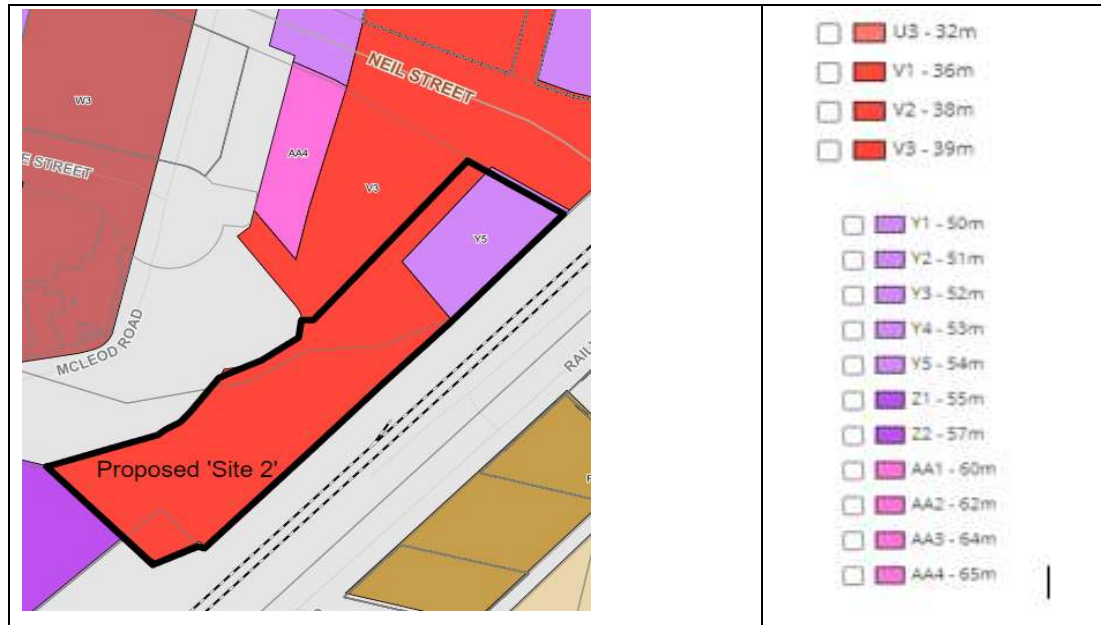 W3
E STREET
MCLEOD ROAD
NEIL STREET
AA4
V3
Y5
RAIL
Proposed 'Site 2'
U3 - 32m
V1 - 36m
V2 - 38m
V3 - 39m
Y1 - 50m
Y2 - 51m
Y3 - 52m
Y4 - 53m
Y5 - 54m
Z1 - 55m
Z2 - 57m
AA1 - 60m
AA2 - 62m
AA3 - 64m
AA4 - 65m